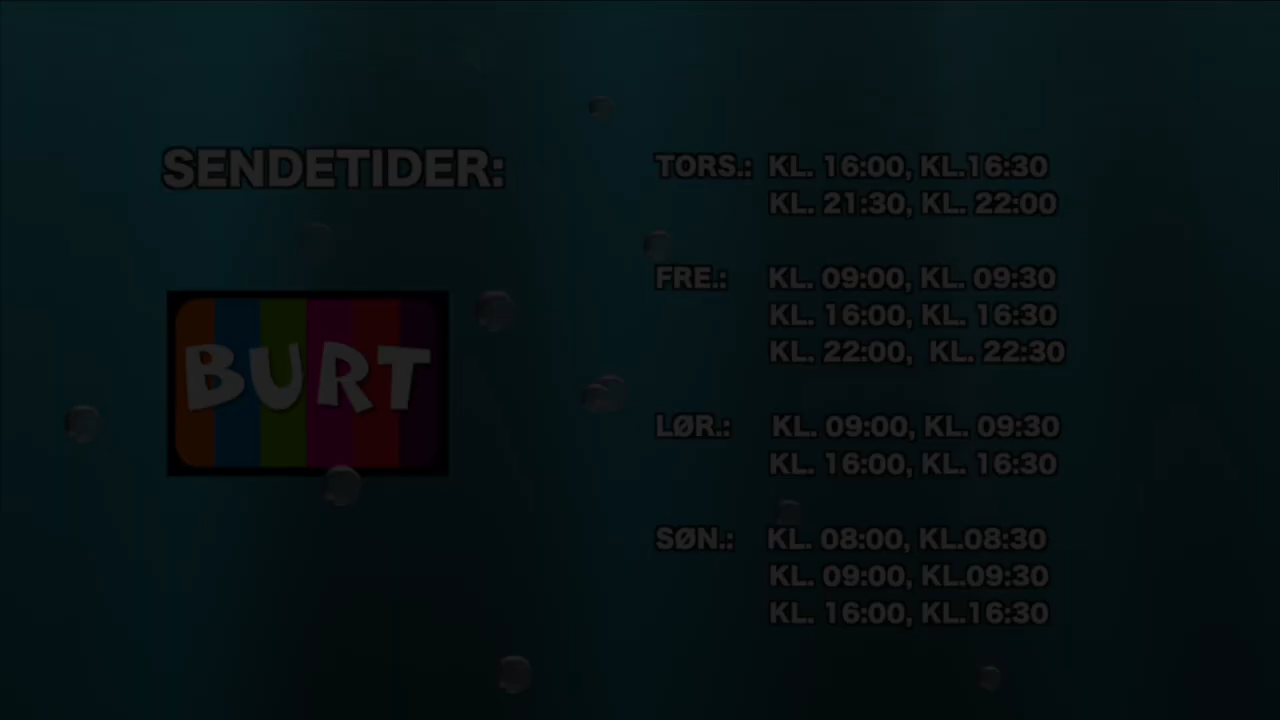 SENDETIDER:
BURT
TORS.: KL. 16:00, KL.16:30
KL. 21:30, KL. 22:00
FRE.: KL. 09:00, KL. 09:30
KL. 16:00, KL. 16:30
KL. 22:00, KL. 22:30
LØR.: KL. 09:00, KL. 09:30
KL. 16:00, KL. 16:30
SØN.: KL. 08:00, KL.08:30
KL. 09:00, KL.09:30
KL. 16:00, KL.16:30